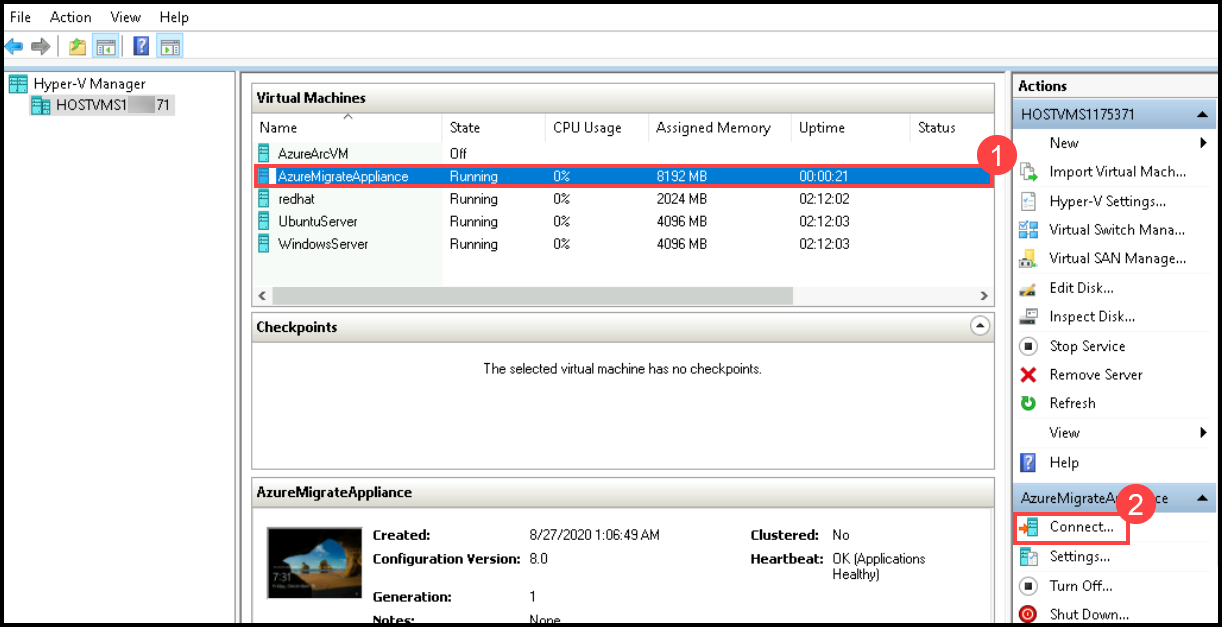 File Action View Help
Hyper-V Manager
HOSTVMS1 71
Virtual Machines
Name State CPU Usage Assigned Memory Uptime Status
AzureArcVM Off
AzureMigrateAppliance Running 0% 8192 MB 00:00:21
1
redhat Running 0% 2024 MB 02:12:02
UbuntuServer Running 0% 4096 MB 02:12:03
WindowsServer Running 0% 4096 MB 02:12:03
Checkpoints
The selected virtual machine has no checkpoints.
AzureMigrateAppliance
7:31
Created: 8/27/2020 1:06:49 AM Clustered: No
Configuration Version: 8.0 Heartbeat: OK (Applications
Healthy)
Generation: 1
Notes: None
Actions
HOSTVMS1175371
New
Import Virtual Mach...
Hyper-V Settings...
Virtual Switch Mana...
Virtual SAN Manage...
Edit Disk...
Inspect Disk...
Stop Service
Remove Server
Refresh
View
Help
AzureMigrateAp ce
2
Connect...
Settings...
Turn Off...
Shut Down...